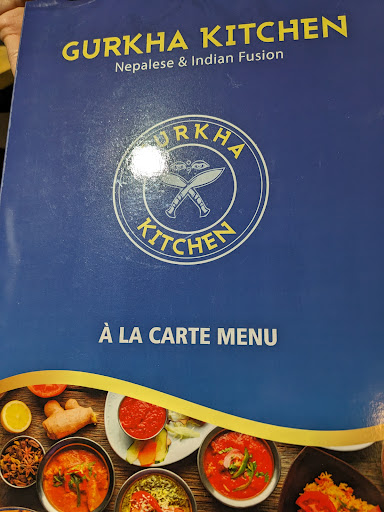 GURKHA KITCHEN
Nepalese & Indian Fusion
GURKHA
KITCHEN
À LA CARTE MENU